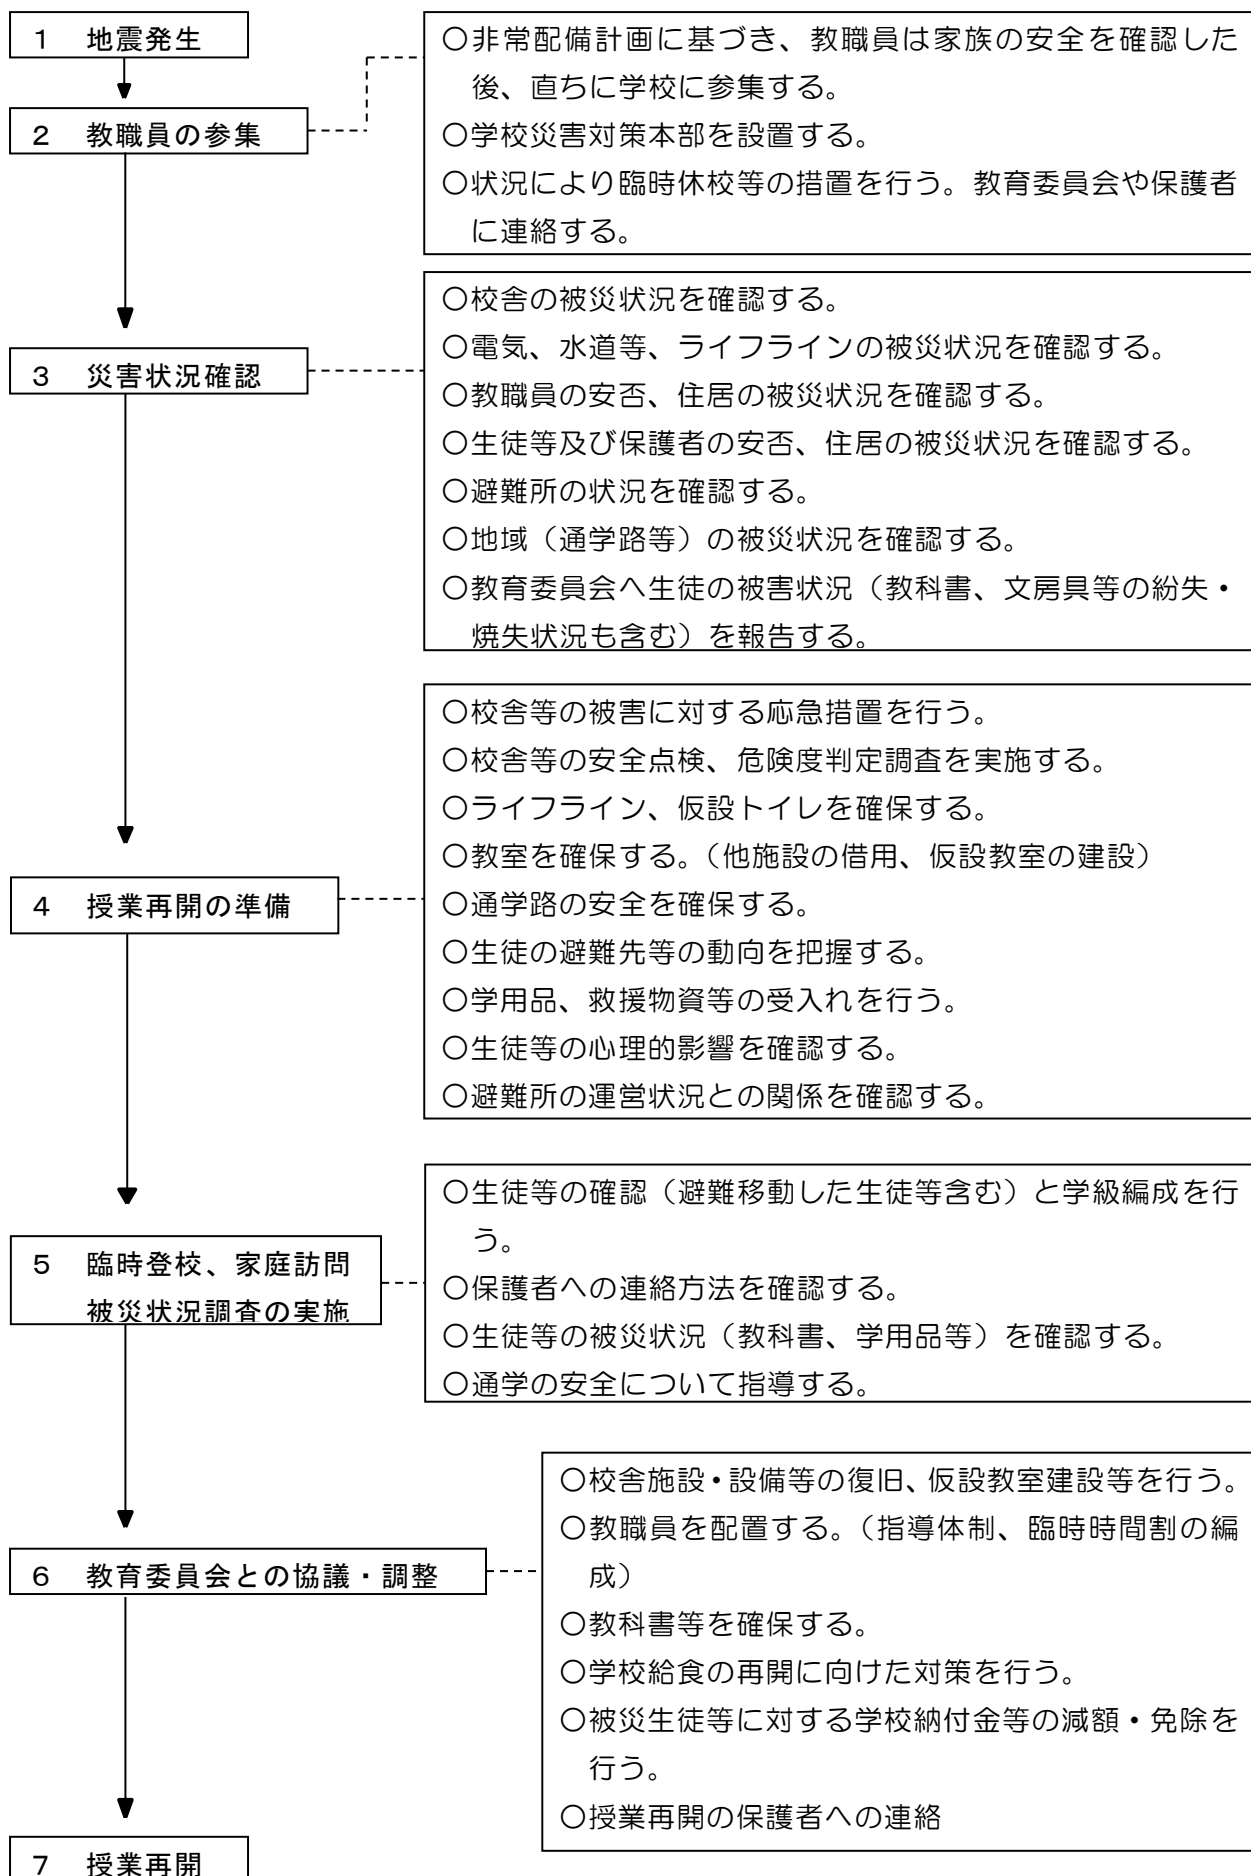 １　地震発生
２　教職員の参集
○非常配備計画に基づき、教職員は家族の安全を確認した
後、直ちに学校に参集する。
○学校災害対策本部を設置する。
○状況により臨時休校等の措置を行う。教育委員会や保護者
に連絡する。
３　災害状況確認
○校舎の被災状況を確認する。
○電気、水道等、ライフラインの被災状況を確認する。
○教職員の安否、住居の被災状況を確認する。
○生徒等及び保護者の安否、住居の被災状況を確認する。
○避難所の状況を確認する。
○地域（通学路等）の被災状況を確認する。
○教育委員会へ生徒の被害状況（教科書、文房具等の紛失・
焼失状況も含む）を報告する。
４　授業再開の準備
○校舎等の被害に対する応急措置を行う。
○校舎等の安全点検、危険度判定調査を実施する。
○ライフライン、仮設トイレを確保する。
○教室を確保する。（他施設の借用、仮設教室の建設）
○通学路の安全を確保する。
○生徒の避難先等の動向を把握する。
○学用品、救援物資等の受入れを行う。
○生徒等の心理的影響を確認する。
○避難所の運営状況との関係を確認する。
５　臨時登校、家庭訪問
被災状況調査の実施
○生徒等の確認（避難移動した生徒等含む）と学級編成を行
う。
○保護者への連絡方法を確認する。
○生徒等の被災状況（教科書、学用品等）を確認する。
○通学の安全について指導する。
６　教育委員会との協議・調整
○校舎施設・設備等の復旧、仮設教室建設等を行う。
○教職員を配置する。（指導体制、臨時時間割の編
成）
○教科書等を確保する。
○学校給食の再開に向けた対策を行う。
○被災生徒等に対する学校納付金等の減額・免除を
行う。
○授業再開の保護者への連絡
７　授業再開